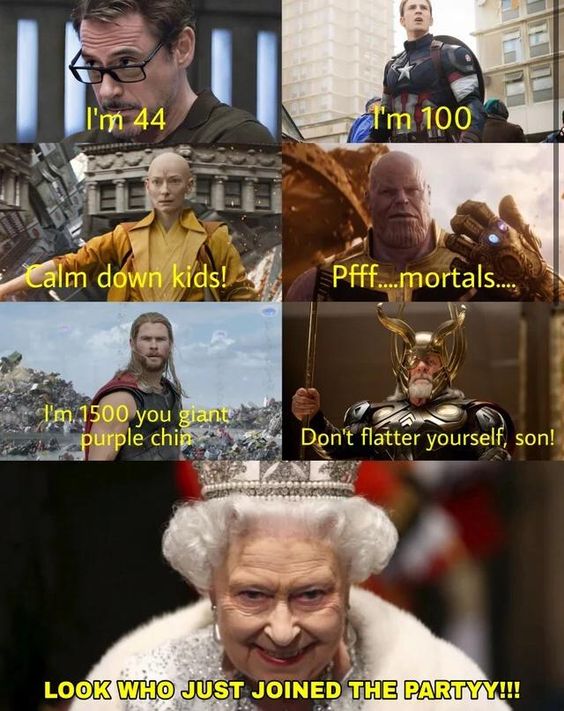 I'm 44
I'm 100
Calm down kids!
Pfff....mortals....
I'm 1500 you giant
purple chin
Don't flatter yourself, son!
LOOK WHO JUST JOINED THE PARTYY!!!